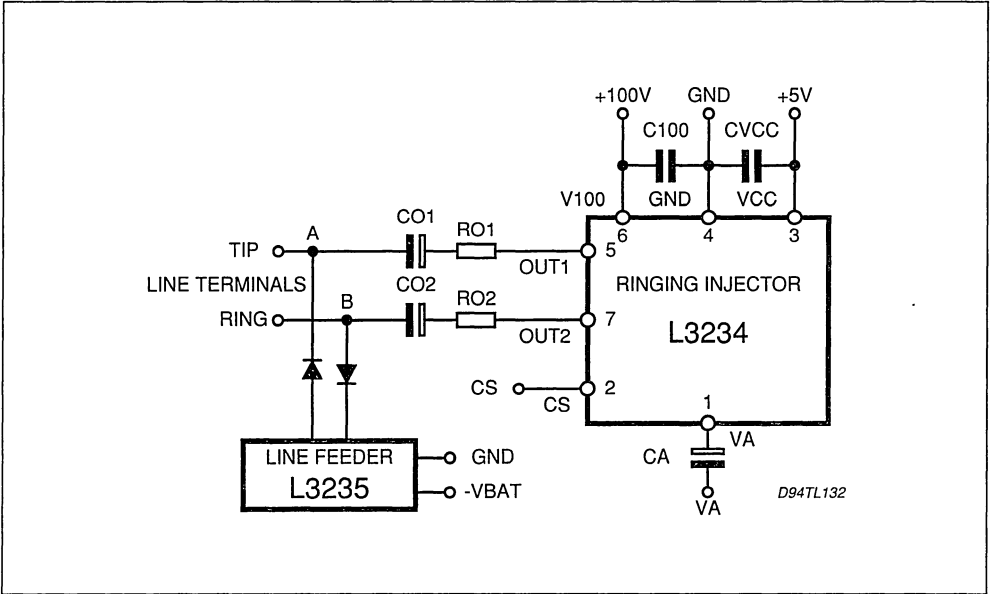 +100V GND +5V
C100 CVCC
V100 GND VCC
6 4 3
A CO1 RO1
TIP 5
OUT1
LINE TERMINALS CO2 RINGING INJECTOR
B RO2
RING 7
OUT2 L3234
CS 2
CS
1
LINE FEEDER GND CA VA
L3235 -VBAT
VA D94TL132